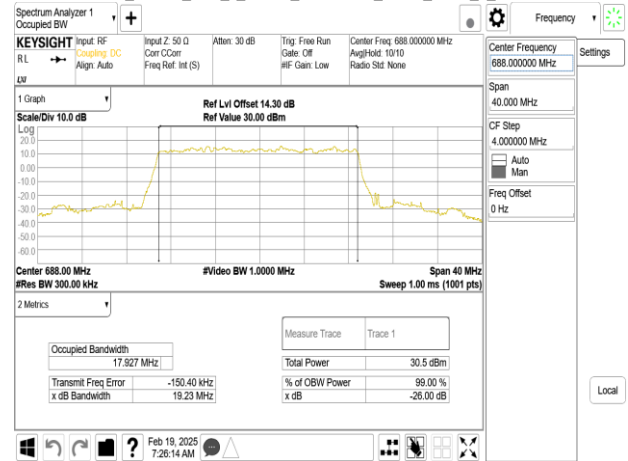 Spectrum Analyzer 1
Occupied BW
+
Frequency
KEYSIGHT
RL
LXI
Input: RF
Coupling: DC
Align: Auto
Input Z: 50 Ω
Corr CCorr
Freq Ref: Int (S)
Atten: 30 dB
Trig: Free Run
Gate: Off
#IF Gain: Low
Center Freq: 688.000000 MHz
Avg|Hold: 10/10
Radio Std: None
Center Frequency
688.000000 MHz
Settings
Span
40.000 MHz
CF Step
4.000000 MHz
Auto
Man
Freq Offset
0 Hz
1 Graph
Scale/Div 10.0 dB
Ref Lvl Offset 14.30 dB
Ref Value 30.00 dBm
Log
20.0
10.0
0.00
-10.0
-20.0
-30.0
-40.0
-50.0
-60.0
Center 688.00 MHz
#Res BW 300.00 kHz
#Video BW 1.0000 MHz
Span 40 MHz
Sweep 1.00 ms (1001 pts)
2 Metrics
Measure Trace Trace 1
Occupied Bandwidth
17.927 MHz
Total Power 30.5 dBm
Transmit Freq Error -150.40 kHz
% of OBW Power 99.00 %
x dB Bandwidth 19.23 MHz
x dB -26.00 dB
Local
?
Feb 19, 2025
7:26:14 AM